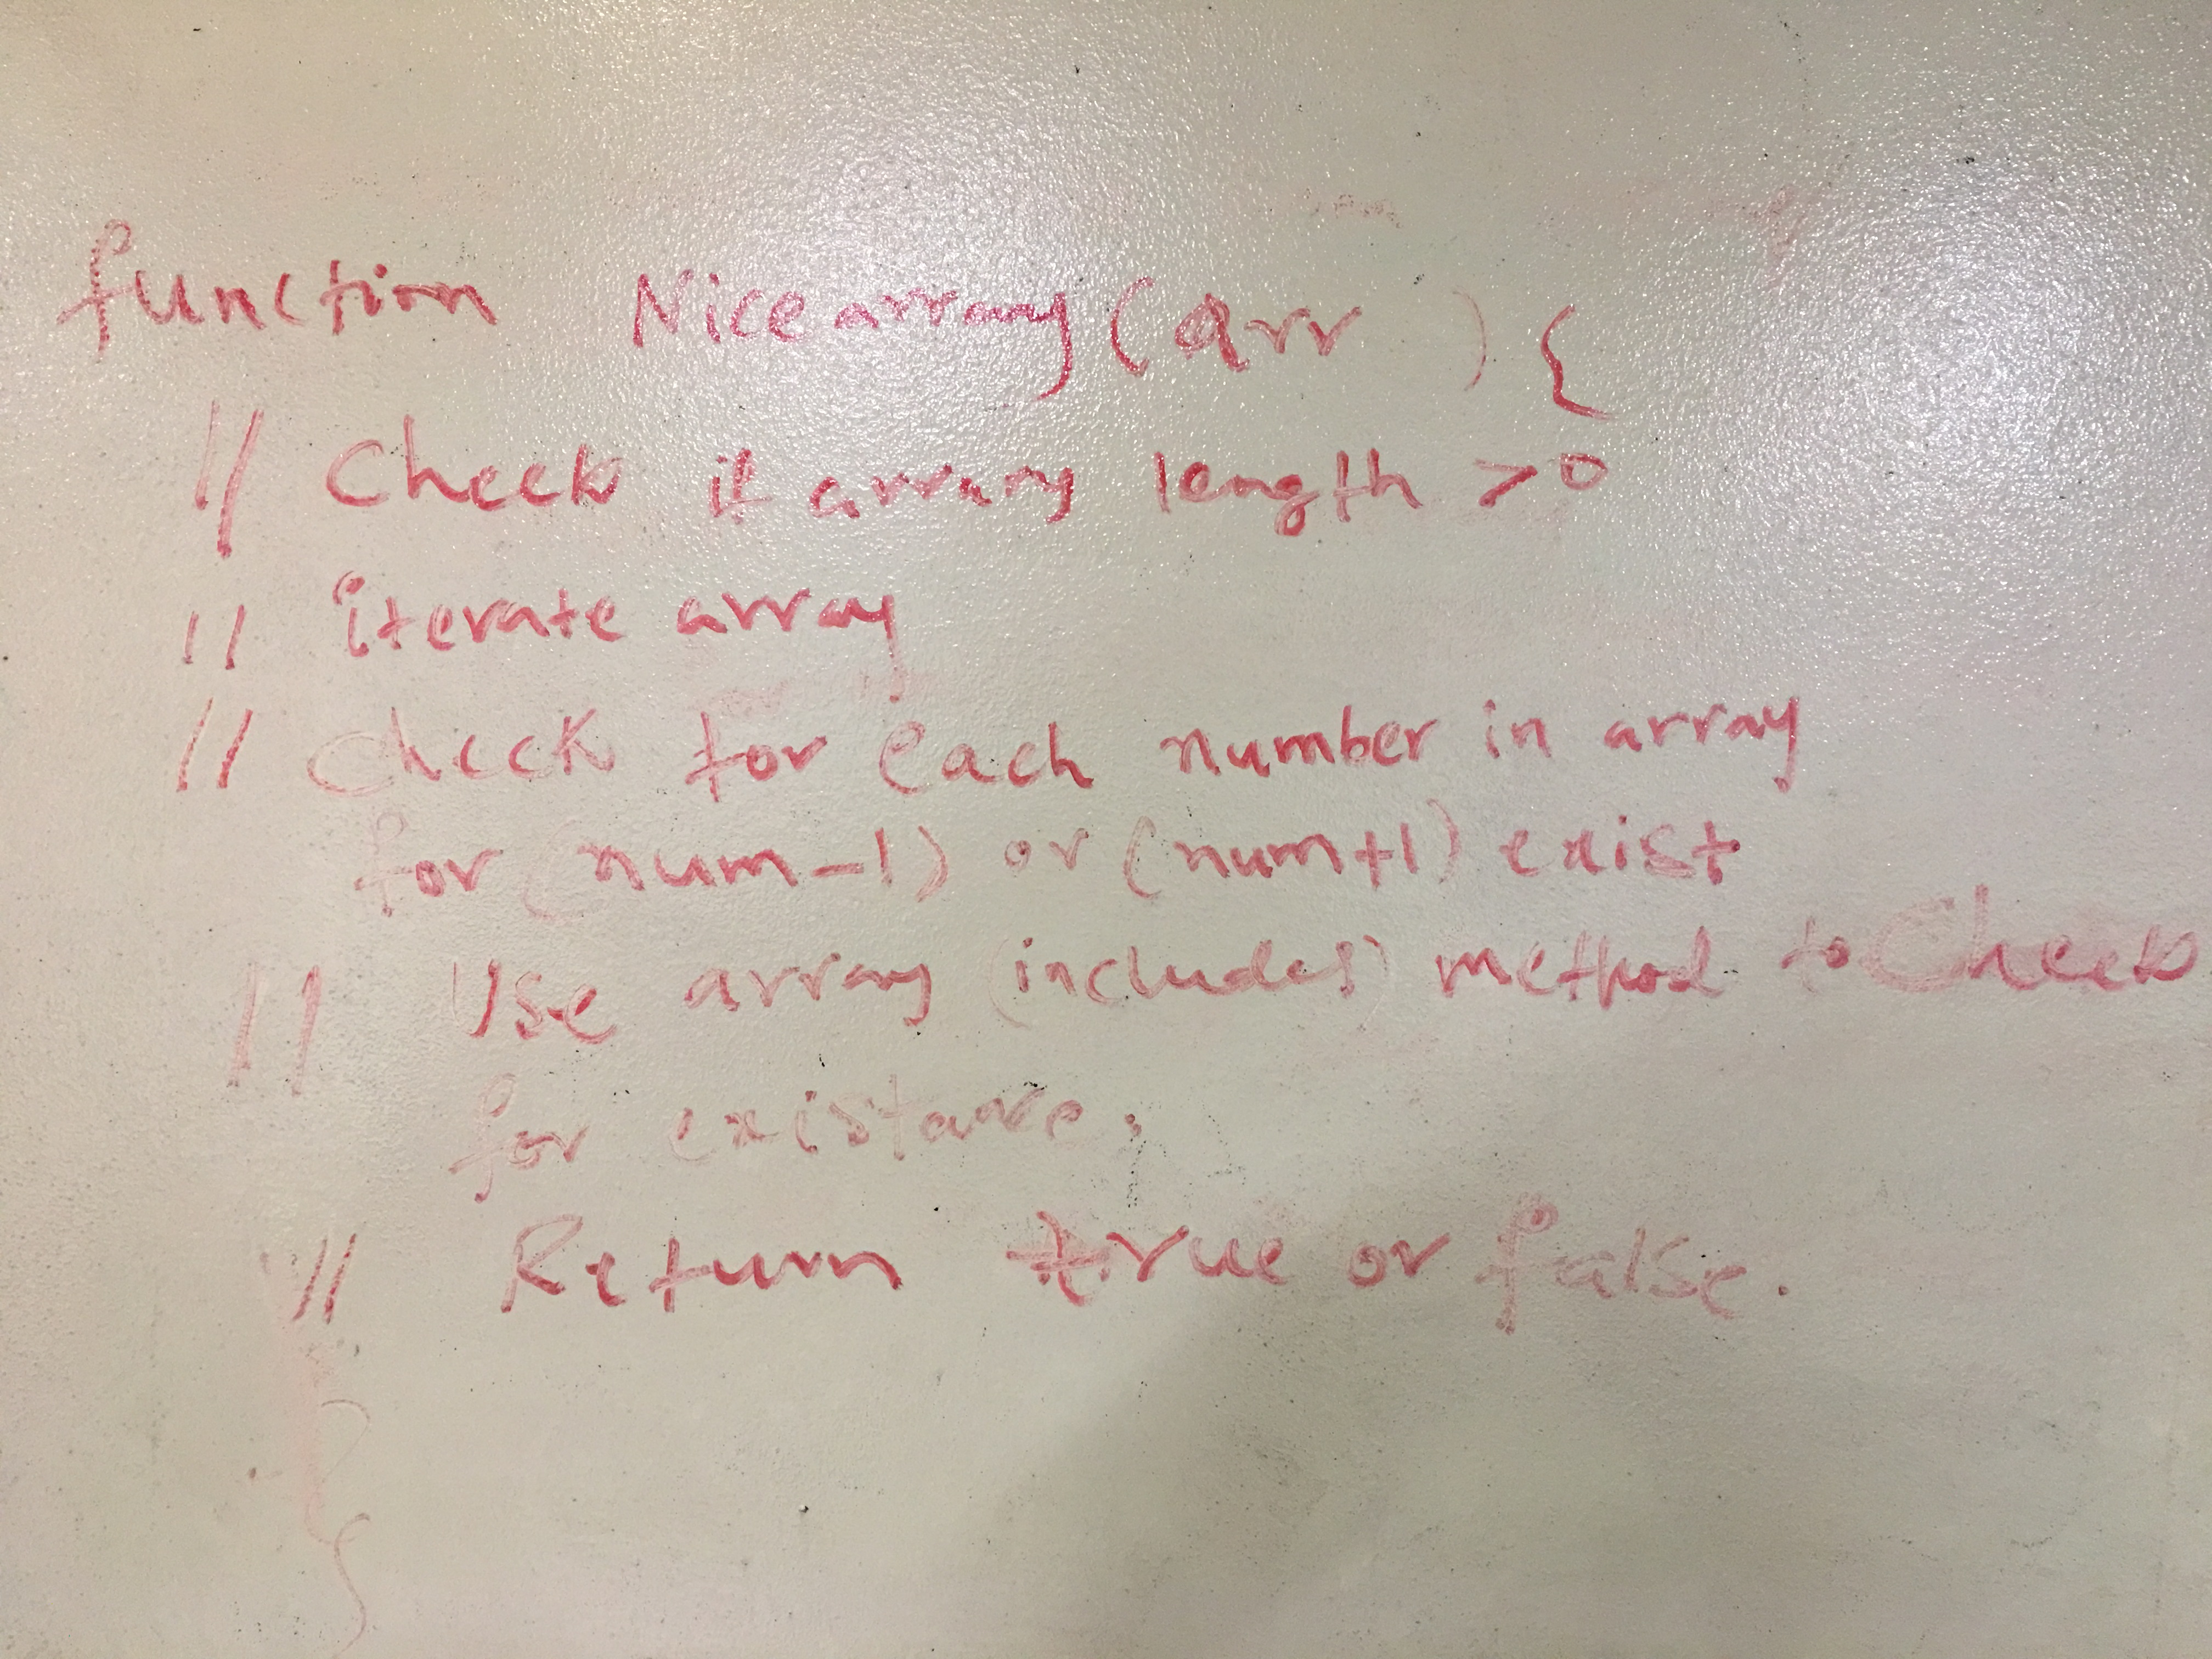 function Nicearray (arr ) {
// Check if array length >0
// iterate array
// check for each number in array
for (num-1) or (num+1) exist
// Use array (includes) method to Check
for existance.
// Return true or false.
}